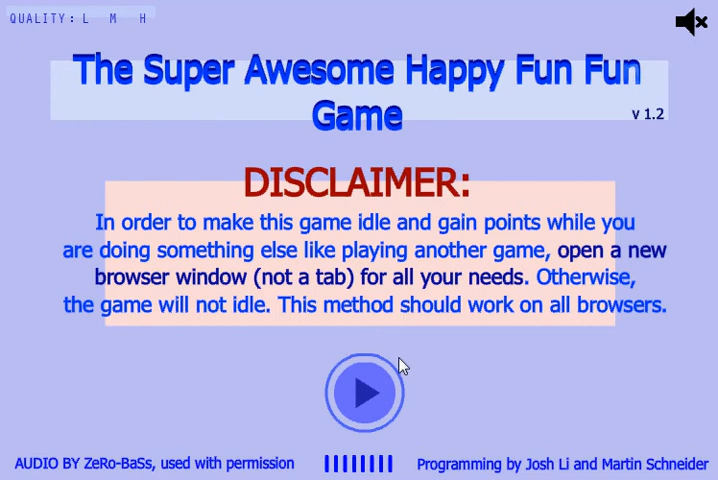 QUALITY: L M H
The Super Awesome Happy Fun Fun
Game
v 1.2
DISCLAIMER:
In order to make this game idle and gain points while you
are doing something else like playing another game, open a new
browser window (not a tab) for all your needs. Otherwise,
the game will not idle. This method should work on all browsers.
AUDIO BY ZeRo-BaSs, used with permission
Programming by Josh Li and Martin Schneider